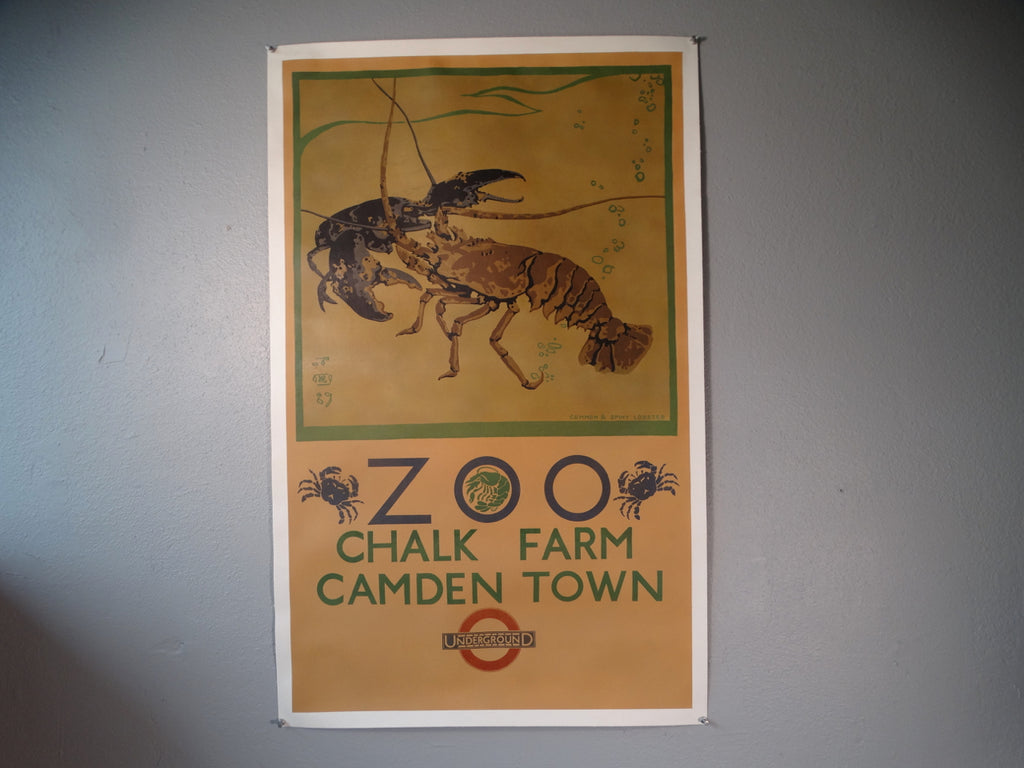 COMMON & SPINY LOBSTER
ZOO
CHALK FARM
CAMDEN TOWN
UNDERGROUND